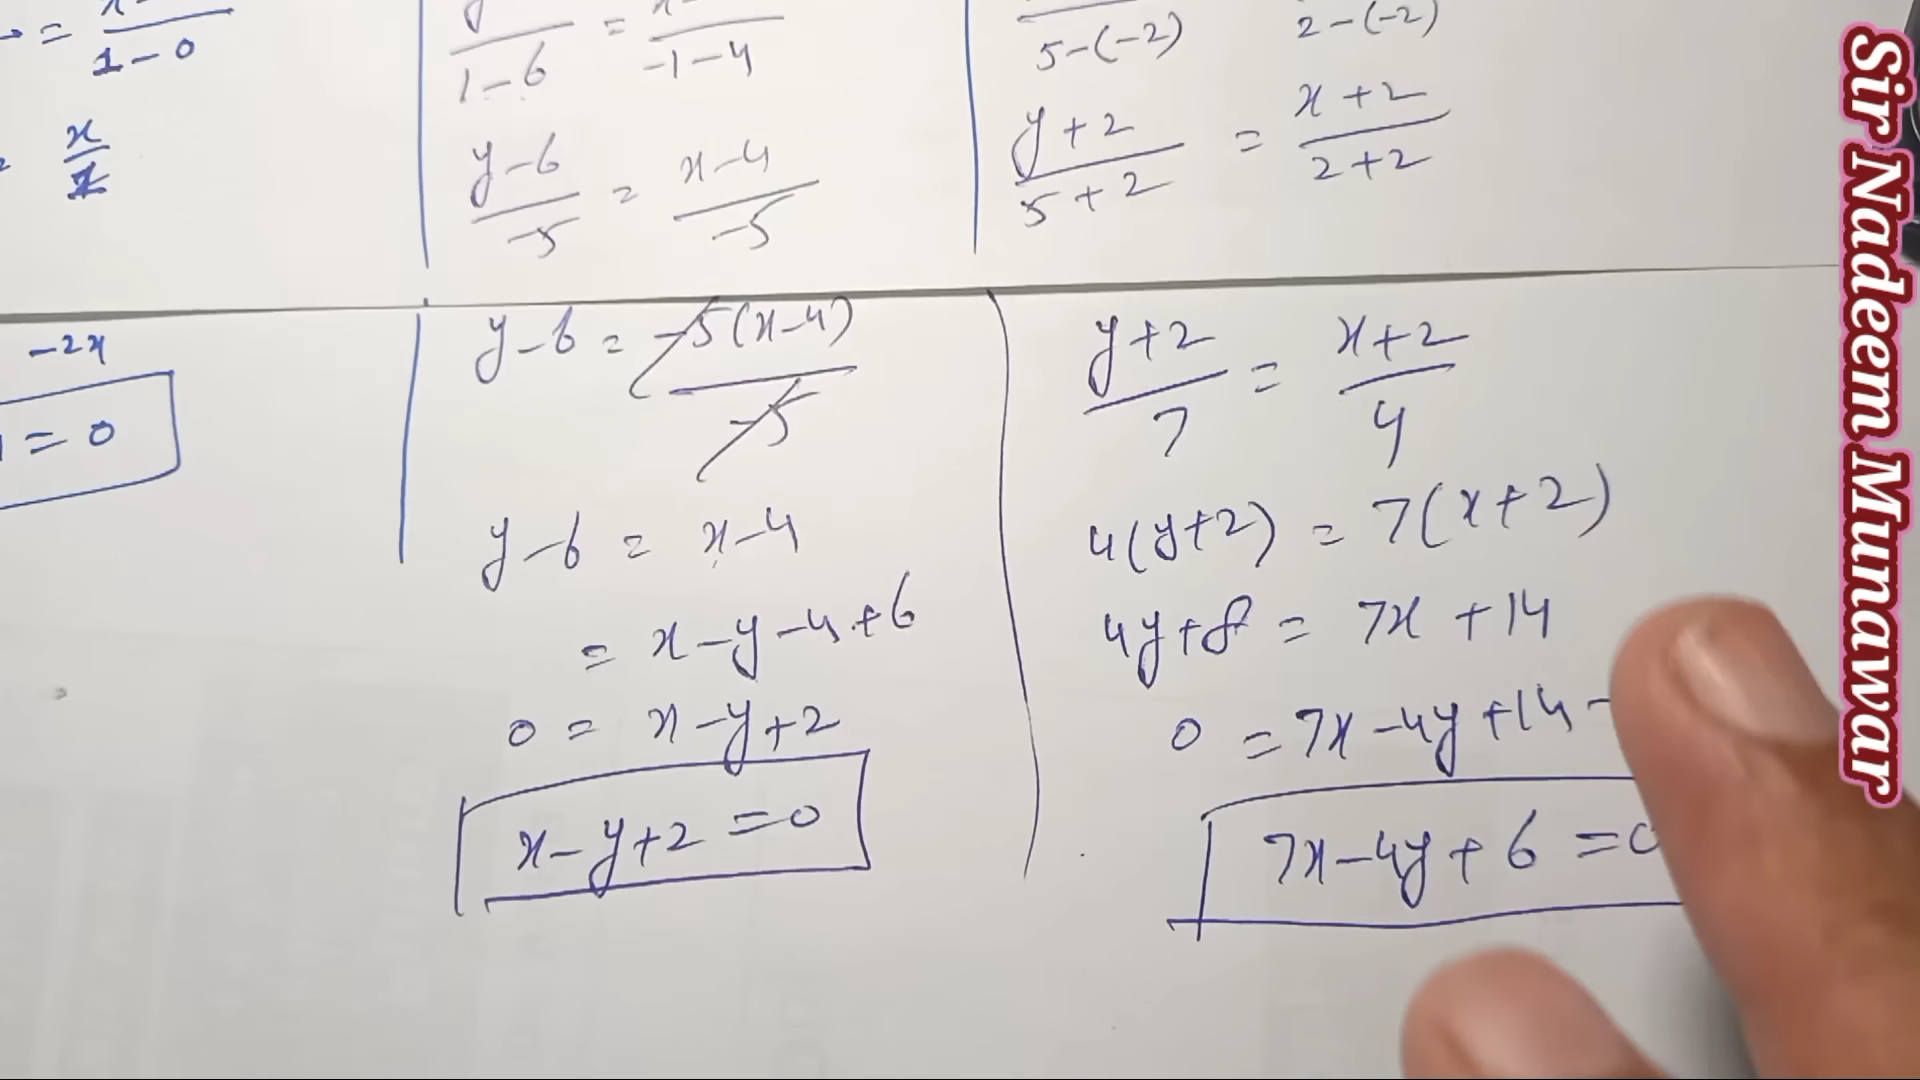 = 1-0
x/1
-2x
= 0
1-6 = -1-4
y-6/-5 = x-4/-5
y-6 = -5(x-4)/-5
y-6 = x-4
= x-y-4+6
0 = x-y+2
x-y+2 = 0
5-(-2) 2-(-2)
y+2/5+2 = x+2/2+2
y+2/7 = x+2/4
4(y+2) = 7(x+2)
4y+8 = 7x+14
0 = 7x-4y+14-
7x-4y+6 = 0
Sir Nadeem Munawar